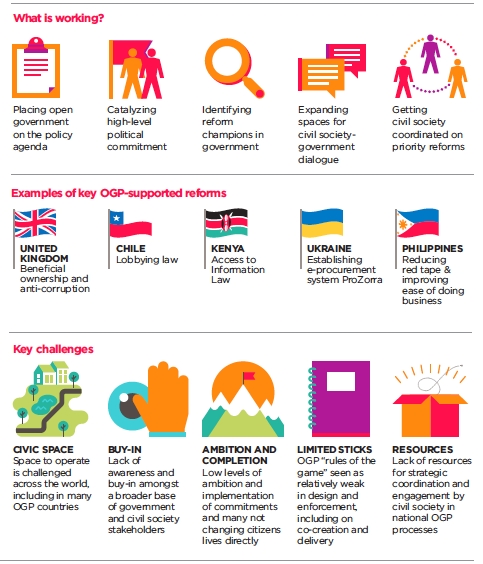 What is working?
Placing open
government
on the policy
agenda
Catalyzing
high-level
political
commitment
Identifying
reform
champions in
government
Expanding
spaces for
civil society-
government
dialogue
Getting
civil society
coordinated on
priority reforms
Examples of key OGP-supported reforms
UNITED
KINGDOM
Beneficial
ownership and
anti-corruption
CHILE
Lobbying law
KENYA
Access to
Information
Law
UKRAINE
Establishing
e-procurement
system ProZorra
PHILIPPINES
Reducing
red tape &
improving
ease of doing
business
Key challenges
CIVIC SPACE
Space to operate
is challenged
across the world,
including in many
OGP countries
BUY-IN
Lack of
awareness and
buy-in amongst
a broader base
of government
and civil society
stakeholders
AMBITION AND
COMPLETION
Low levels of
ambition and
implementation
of commitments
and many not
changing citizens
lives directly
LIMITED STICKS
OGP “rules of the
game” seen as
relatively weak
in design and
enforcement,
including on
co-creation and
delivery
RESOURCES
Lack of resources
for strategic
coordination and
engagement by
civil society in
national OGP
processes